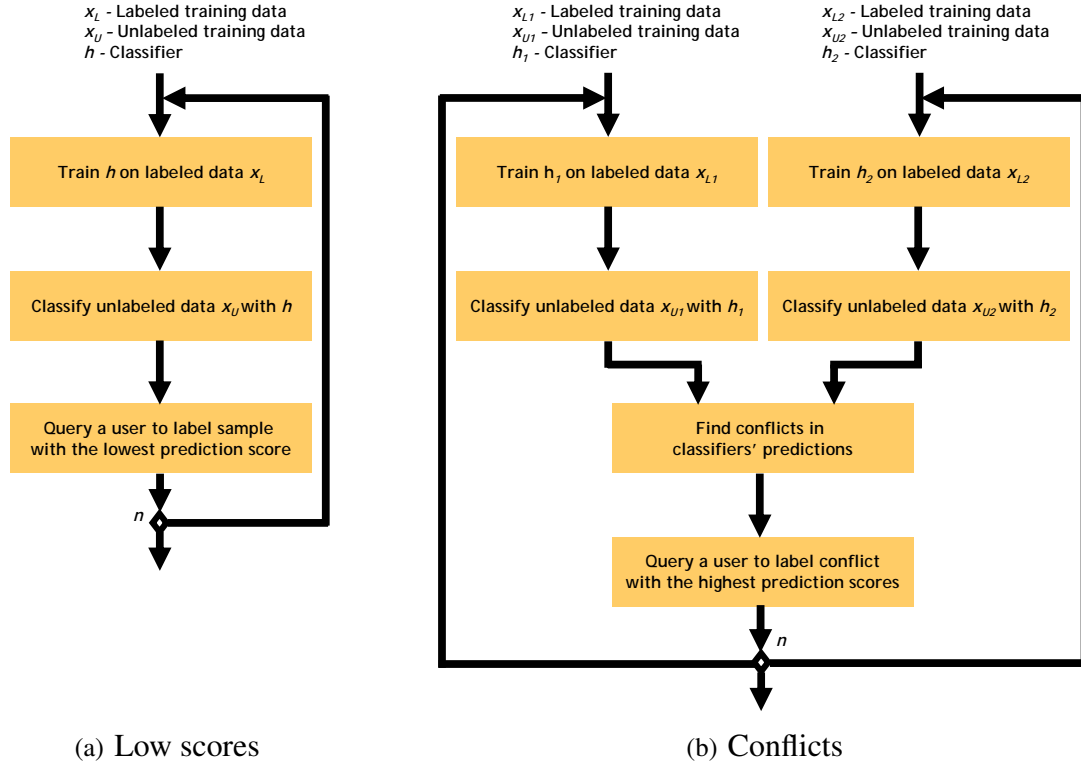 x_L - Labeled training data
x_U – Unlabeled training data
h - Classifier
Train h on labeled data x_L
Classify unlabeled data x_U with h
Query a user to label sample
with the lowest prediction score
n
(a) Low scores
x_L1 - Labeled training data
x_U1 – Unlabeled training data
h_1 - Classifier
x_L2 - Labeled training data
x_U2 – Unlabeled training data
h_2 - Classifier
Train h_1 on labeled data x_L1
Train h_2 on labeled data x_L2
Classify unlabeled data x_U1 with h_1
Classify unlabeled data x_U2 with h_2
Find conflicts in
classifiers’ predictions
Query a user to label conflict
with the highest prediction scores
n
(b) Conflicts